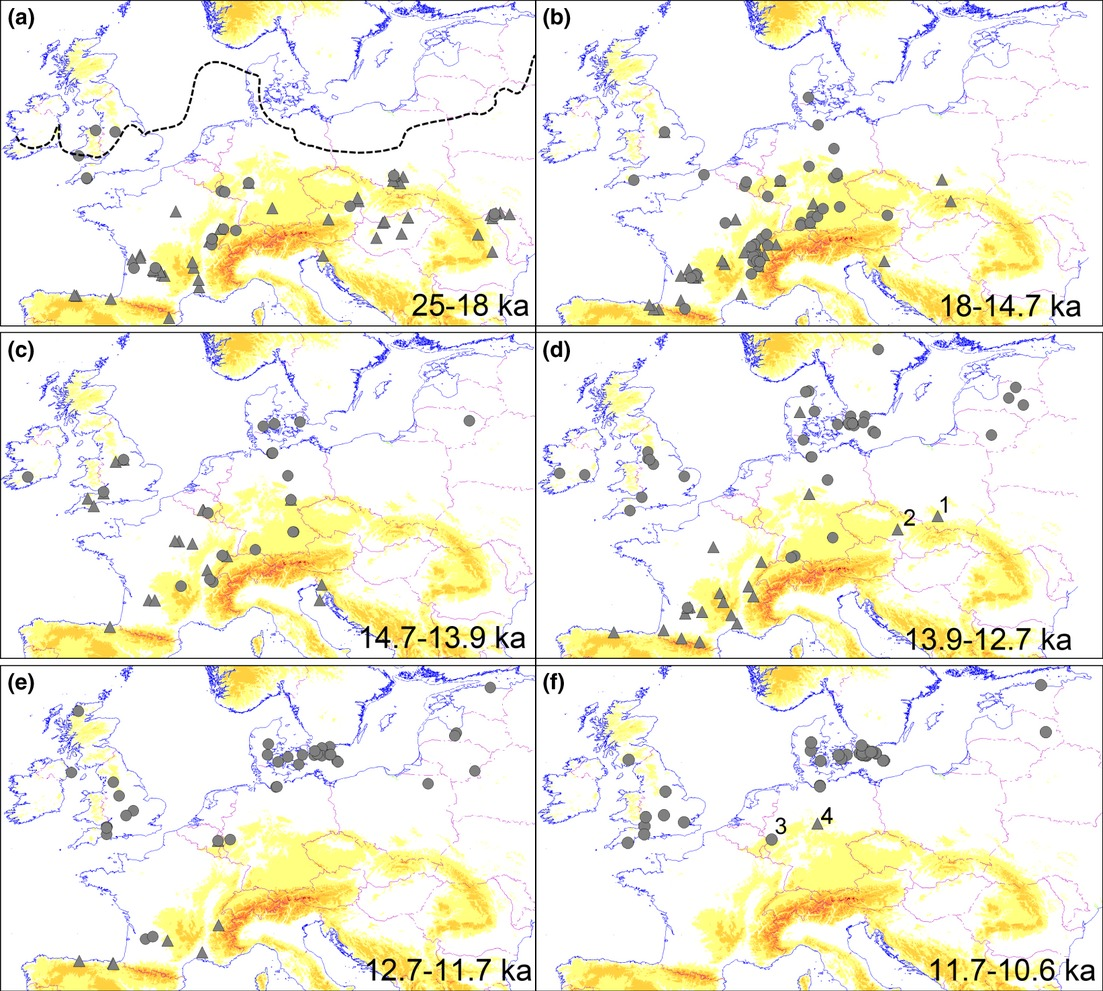 (a)
25-18 ka
(b)
18-14.7 ka
(c)
14.7-13.9 ka
(d)
1
2
13.9-12.7 ka
(e)
12.7-11.7 ka
(f)
3
4
11.7-10.6 ka